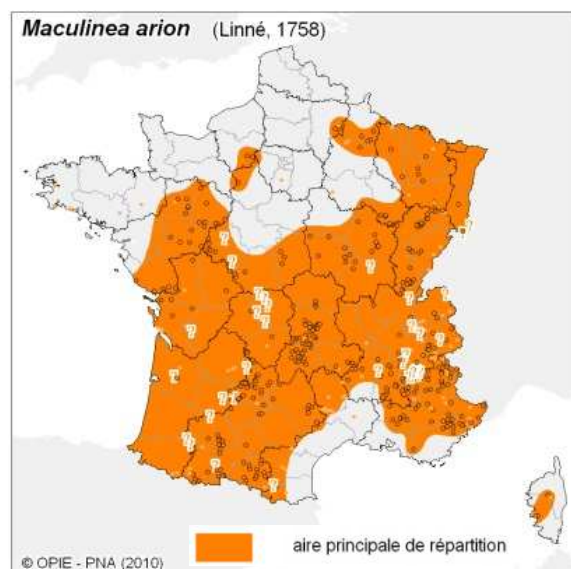 Maculinea arion (Linné, 1758)
aire principale de répartition
© OPIE - PNA (2010)